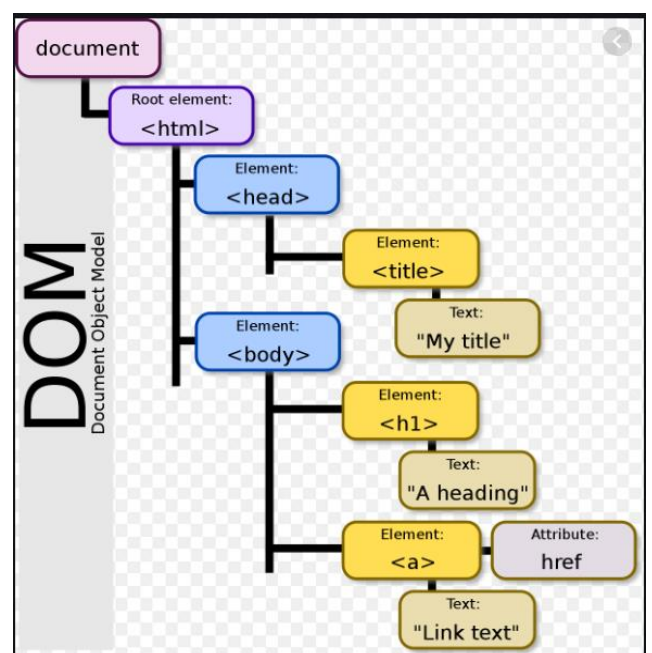 document
Root element:
<html>
Element:
<head>
Element:
<title>
Text:
"My title"
Element:
<body>
Element:
<h1>
Text:
"A heading"
Element:
<a>
Attribute:
href
Text:
"Link text"
DOM
Document Object Model